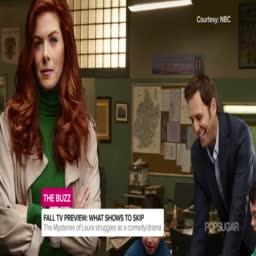 Courtesy: NBC
THE BUZZ
FALL TV PREVIEW: WHAT SHOWS TO SKIP
The Mysteries of Laura struggles as a comedy/drama
POPSUGAR.